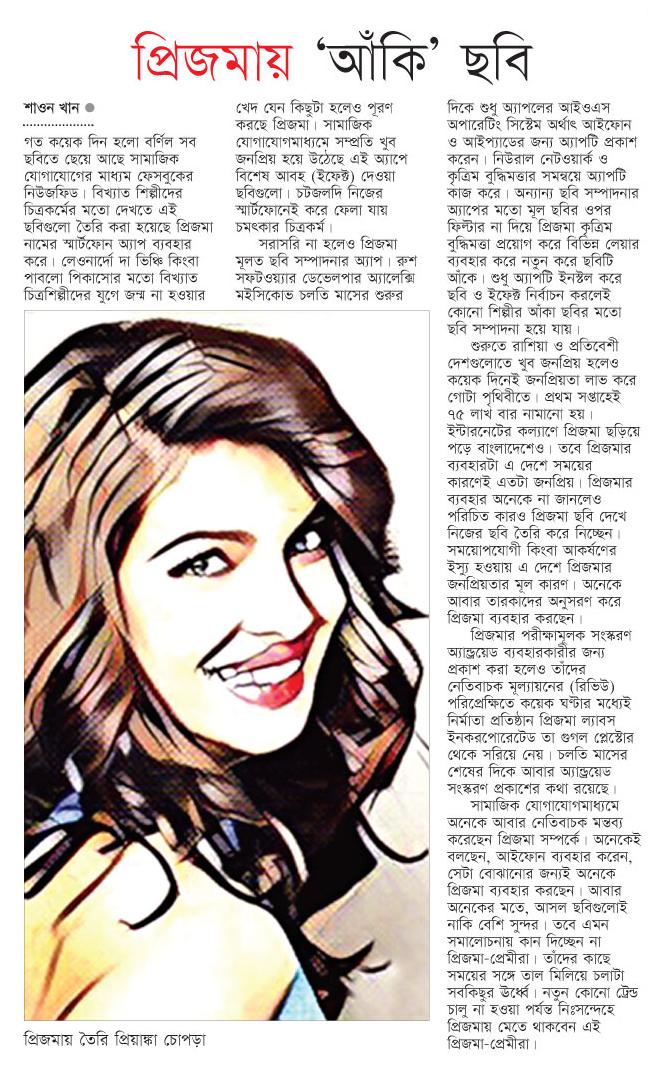 প্রিজমায় ‘আঁকি’ ছবি
শাওন খান
গত কয়েক দিন হলো বর্ণিল সব
ছবিতে ছেয়ে আছে সামাজিক
যোগাযোগের মাধ্যম ফেসবুকের
নিউজফিড। বিখ্যাত শিল্পীদের
চিত্রকর্মের মতো দেখতে এই
ছবিগুলো তৈরি করা হয়েছে প্রিজমা
নামের স্মার্টফোন অ্যাপ ব্যবহার
করে। লেওনার্দো দা ভিঞ্চি কিংবা
পাবলো পিকাসোর মতো বিখ্যাত
চিত্রশিল্পীদের যুগে জন্ম না হওয়ার
খেদ যেন কিছুটা হলেও পূরণ
করছে প্রিজমা। সামাজিক
যোগাযোগমাধ্যমে সম্প্রতি খুব
জনপ্রিয় হয়ে উঠেছে এই অ্যাপে
বিশেষ আবহ (ইফেক্ট) দেওয়া
ছবিগুলো। চটজলদি নিজের
স্মার্টফোনেই করে ফেলা যায়
চমৎকার চিত্রকর্ম।
সরাসরি না হলেও প্রিজমা
মূলত ছবি সম্পাদনার অ্যাপ। রুশ
সফটওয়্যার ডেভেলপার অ্যালেক্সি
মইসিকোভ চলতি মাসের শুরুর
দিকে শুধু অ্যাপলের আইওএস
অপারেটিং সিস্টেম অর্থাৎ আইফোন
ও আইপ্যাডের জন্য অ্যাপটি প্রকাশ
করেন। নিউরাল নেটওয়ার্ক ও
কৃত্রিম বুদ্ধিমত্তার সমন্বয়ে অ্যাপটি
কাজ করে। অন্যান্য ছবি সম্পাদনার
অ্যাপের মতো মূল ছবির ওপর
ফিল্টার না দিয়ে প্রিজমা কৃত্রিম
বুদ্ধিমত্তা প্রয়োগ করে বিভিন্ন লেয়ার
ব্যবহার করে নতুন করে ছবিটি
আঁকে। শুধু অ্যাপটি ইনস্টল করে
ছবি ও ইফেক্ট নির্বাচন করলেই
কোনো শিল্পীর আঁকা ছবির মতো
ছবি সম্পাদনা হয়ে যায়।
শুরুতে রাশিয়া ও প্রতিবেশী
দেশগুলোতে খুব জনপ্রিয় হলেও
কয়েক দিনেই জনপ্রিয়তা লাভ করে
গোটা পৃথিবীতে। প্রথম সপ্তাহেই
৭৫ লাখ বার নামানো হয়।
ইন্টারনেটের কল্যাণে প্রিজমা ছড়িয়ে
পড়ে বাংলাদেশেও। তবে প্রিজমার
ব্যবহারটা এ দেশে সময়ের
কারণেই এতটা জনপ্রিয়। প্রিজমার
ব্যবহার অনেকে না জানলেও
পরিচিত কারও প্রিজমা ছবি দেখে
নিজের ছবি তৈরি করে নিচ্ছেন।
সময়োপযোগী কিংবা আকর্ষণের
ইস্যু হওয়ায় এ দেশে প্রিজমার
জনপ্রিয়তার মূল কারণ। অনেকে
আবার তারকাদের অনুসরণ করে
প্রিজমা ব্যবহার করছেন।
প্রিজমার পরীক্ষামূলক সংস্করণ
অ্যান্ড্রয়েড ব্যবহারকারীর জন্য
প্রকাশ করা হলেও তাঁদের
নেতিবাচক মূল্যায়নের (রিভিউ)
পরিপ্রেক্ষিতে কয়েক ঘণ্টার মধ্যেই
নির্মাতা প্রতিষ্ঠান প্রিজমা ল্যাবস
ইনকরপোরেটেড তা গুগল প্লেস্টোর
থেকে সরিয়ে নেয়। চলতি মাসের
শেষের দিকে আবার অ্যান্ড্রয়েড
সংস্করণ প্রকাশের কথা রয়েছে।
সামাজিক যোগাযোগমাধ্যমে
অনেকে আবার নেতিবাচক মন্তব্য
করেছেন প্রিজমা সম্পর্কে। অনেকেই
বলছেন, আইফোন ব্যবহার করেন,
সেটা বোঝানোর জন্যই অনেকে
প্রিজমা ব্যবহার করছেন। আবার
অনেকের মতে, আসল ছবিগুলোই
নাকি বেশি সুন্দর। তবে এমন
সমালোচনায় কান দিচ্ছেন না
প্রিজমা-প্রেমীরা। তাঁদের কাছে
সময়ের সঙ্গে তাল মিলিয়ে চলাটা
সবকিছুর ঊর্ধ্বে। নতুন কোনো ট্রেন্ড
চালু না হওয়া পর্যন্ত নিঃসন্দেহে
প্রিজমায় মেতে থাকবেন এই
প্রিজমা-প্রেমীরা।
প্রিজমায় তৈরি প্রিয়াঙ্কা চোপড়া